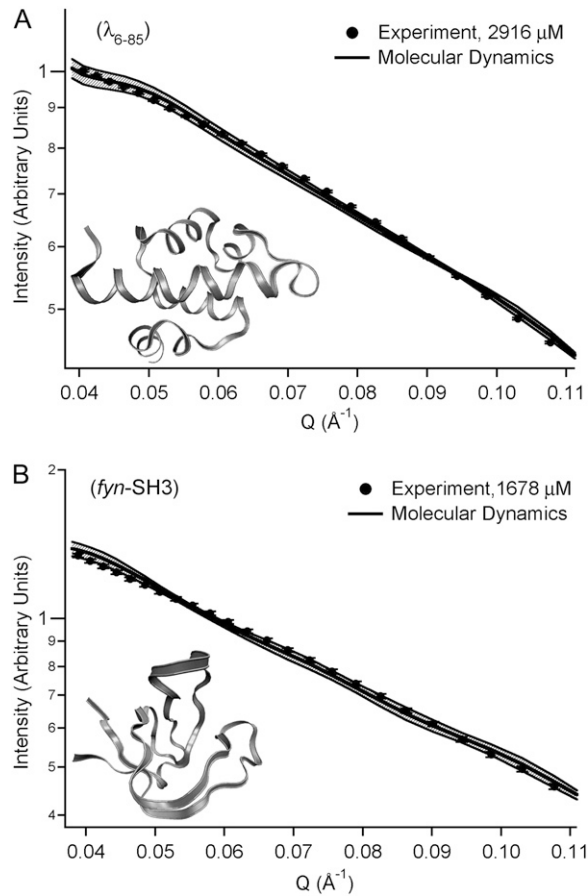 A
(λ6-85)
Experiment, 2916 μM
Molecular Dynamics
Intensity (Arbitrary Units)
1
9
8
7
6
5
0.04 0.05 0.06 0.07 0.08 0.09 0.10 0.11
Q (Å-1)
B
(fyn-SH3)
Experiment,1678 μM
Molecular Dynamics
Intensity (Arbitrary Units)
2
1
9
8
7
6
5
4
0.04 0.05 0.06 0.07 0.08 0.09 0.10 0.11
Q (Å-1)